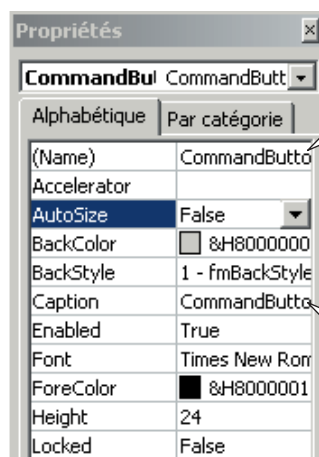 Propriétés
CommandBu CommandButt
Alphabétique Par catégorie
(Name) CommandButto
Accelerator
AutoSize False
BackColor &H8000000
BackStyle 1 - fmBackStyle
Caption CommandButto
Enabled True
Font Times New Rom
ForeColor &H8000001
Height 24
Locked False